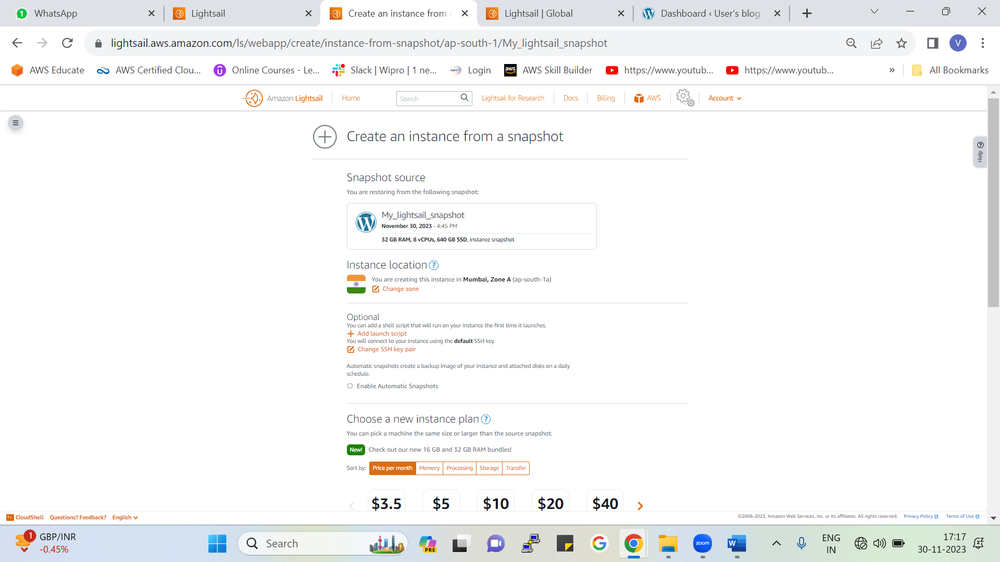 WhatsApp
Lightsail
Create an instance from a
Lightsail | Global
Dashboard ‹ User's blog
lightsail.aws.amazon.com/ls/webapp/create/instance-from-snapshot/ap-south-1/My_lightsail_snapshot
V
AWS Educate
AWS Certified Clou...
Online Courses - Le...
Slack | Wipro | 1 ne...
Login
AWS Skill Builder
https://www.youtub...
https://www.youtub...
»
All Bookmarks
Amazon Lightsail
Home
Search
Lightsail for Research
Docs
Billing
AWS
Account
Help
Create an instance from a snapshot
Snapshot source
You are restoring from the following snapshot:
My_lightsail_snapshot
November 30, 2023 - 4:45 PM
32 GB RAM, 8 vCPUs, 640 GB SSD, instance snapshot
Instance location ?
You are creating this instance in Mumbai, Zone A (ap-south-1a)
Change zone
Optional
You can add a shell script that will run on your instance the first time it launches.
Add launch script
You will connect to your instance using the default SSH key.
Change SSH key pair
Automatic snapshots create a backup image of your instance and attached disks on a daily
schedule.
Enable Automatic Snapshots
Choose a new instance plan ?
You can pick a machine the same size or larger than the source snapshot.
New! Check out our new 16 GB and 32 GB RAM bundles!
Sort by: Price per month Memory Processing Storage Transfer
$3.5 $5 $10 $20 $40
CloudShell Questions? Feedback? English
©2008-2023, Amazon Web Services, Inc. or its affiliates. All rights reserved. Privacy Policy Terms of Use
1
GBP/INR
-0.45%
Search
PRE
zoom
W
ENG
IN
17:17
30-11-2023